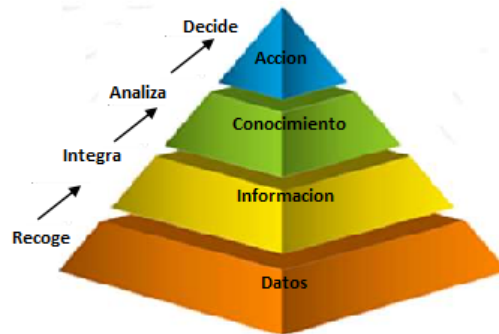 Decide
Accion
Analiza
Conocimiento
Integra
Informacion
Recoge
Datos